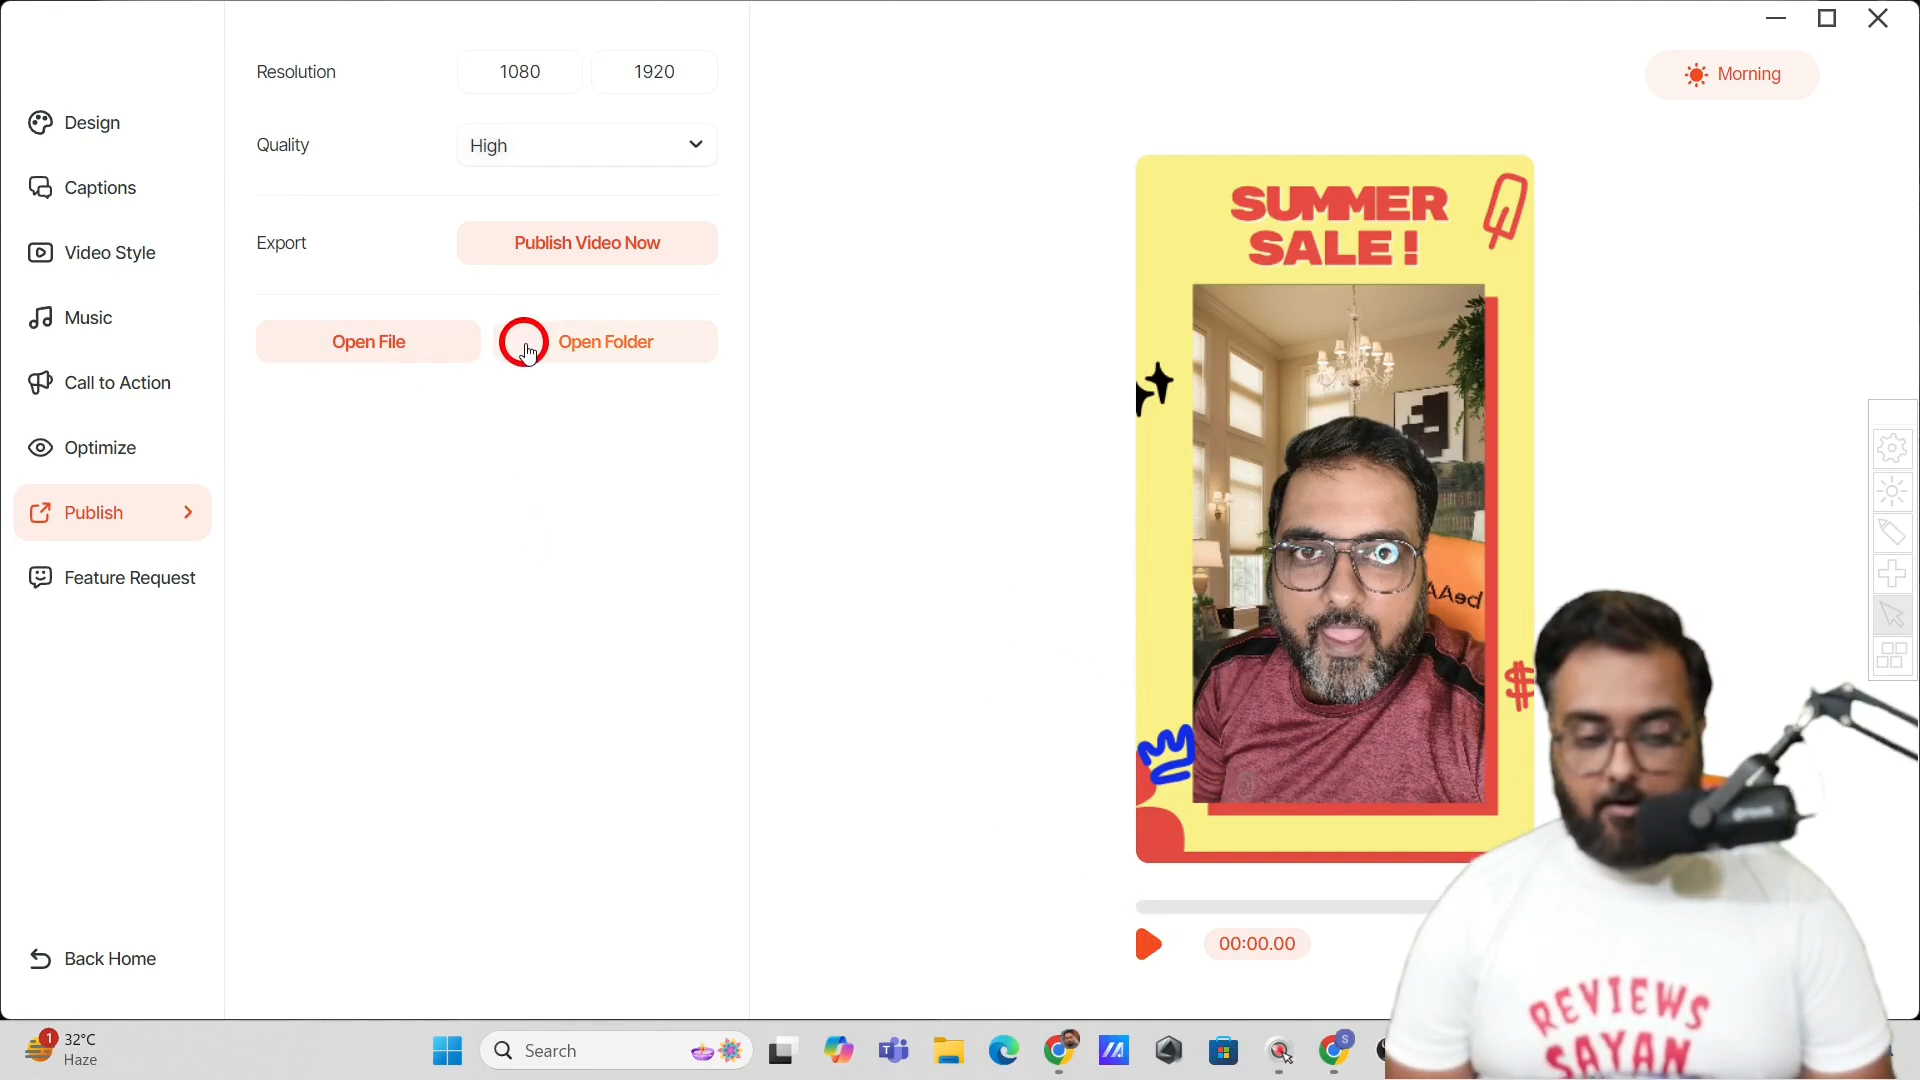 Morning
Resolution
1080
1920
Quality
High
Export
Publish Video Now
Open File
Open Folder
Design
Captions
Video Style
Music
Call to Action
Optimize
Publish
Feature Request
Back Home
SUMMER
SALE !
00:00.00
REVIEWS
SAYAN
1
32°C
Haze
Search
S